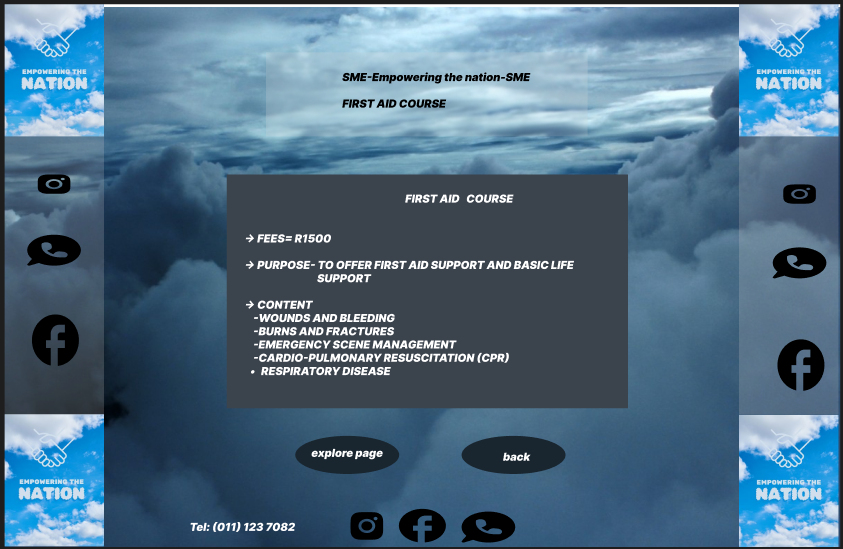 EMPOWERING THE
NATION
EMPOWERING THE
NATION
SME-Empowering the nation-SME
FIRST AID COURSE
FIRST AID COURSE
→ FEES= R1500
→ PURPOSE- TO OFFER FIRST AID SUPPORT AND BASIC LIFE
SUPPORT
→ CONTENT
-WOUNDS AND BLEEDING
-BURNS AND FRACTURES
-EMERGENCY SCENE MANAGEMENT
-CARDIO-PULMONARY RESUSCITATION (CPR)
• RESPIRATORY DISEASE
explore page
back
EMPOWERING THE
NATION
EMPOWERING THE
NATION
Tel: (011) 123 7082